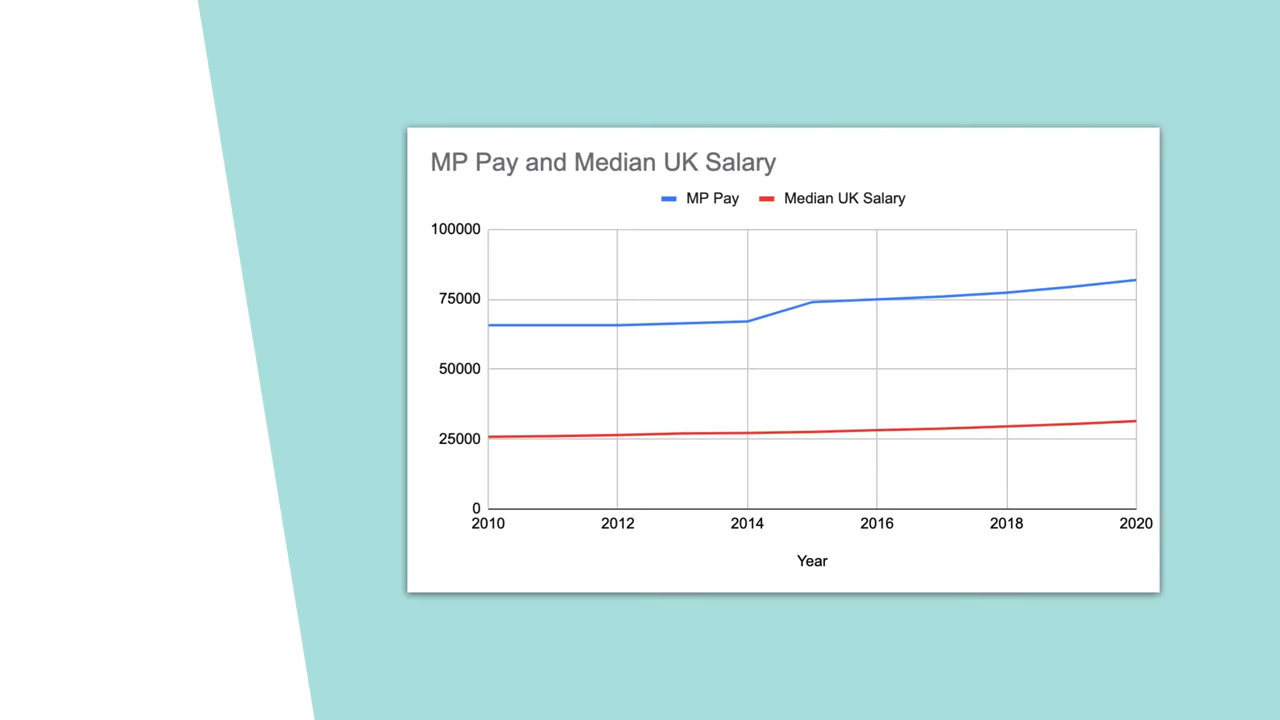 MP Pay and Median UK Salary
MP Pay Median UK Salary
100000
75000
50000
25000
0
2010 2012 2014 2016 2018 2020
Year